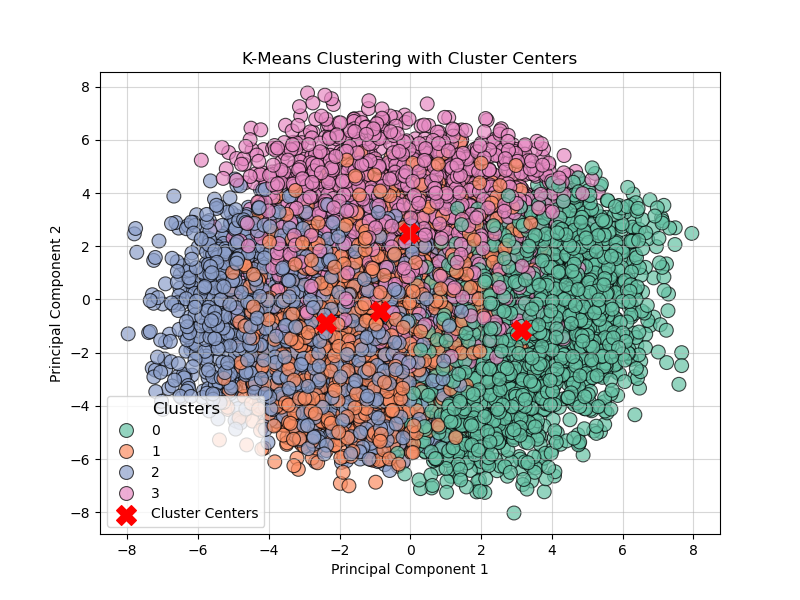 K-Means Clustering with Cluster Centers
Principal Component 2
8
6
4
2
0
−2
−4
−6
−8
Clusters
0
1
2
3
Cluster Centers
−8 −6 −4 −2 0 2 4 6 8
Principal Component 1